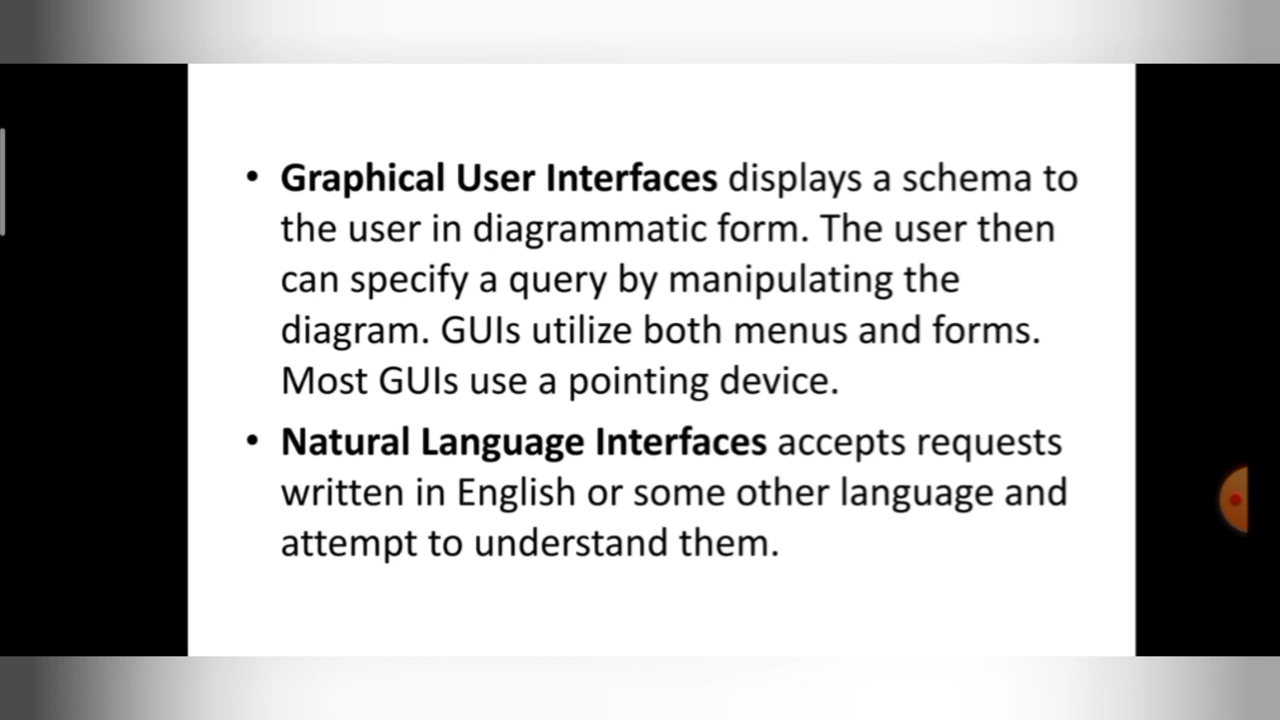 • Graphical User Interfaces displays a schema to
the user in diagrammatic form. The user then
can specify a query by manipulating the
diagram. GUIs utilize both menus and forms.
Most GUIs use a pointing device.
• Natural Language Interfaces accepts requests
written in English or some other language and
attempt to understand them.